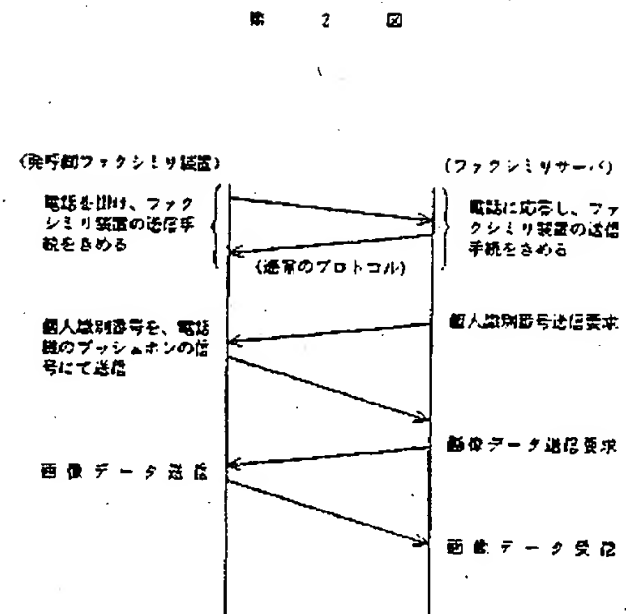 第 2 図
(発呼側ファクシミリ装置)
(ファクシミリサーバ)
電話を掛け、ファク
シミリ装置の送信手
続をきめる
電話に応答し、ファ
クシミリ装置の送信
手続をきめる
(通常のプロトコル)
個人識別番号を、電話
機のプッシュホンの信
号にて送信
個人識別番号送信要求
画像データ送信要求
画像データ送信
画像データ受信